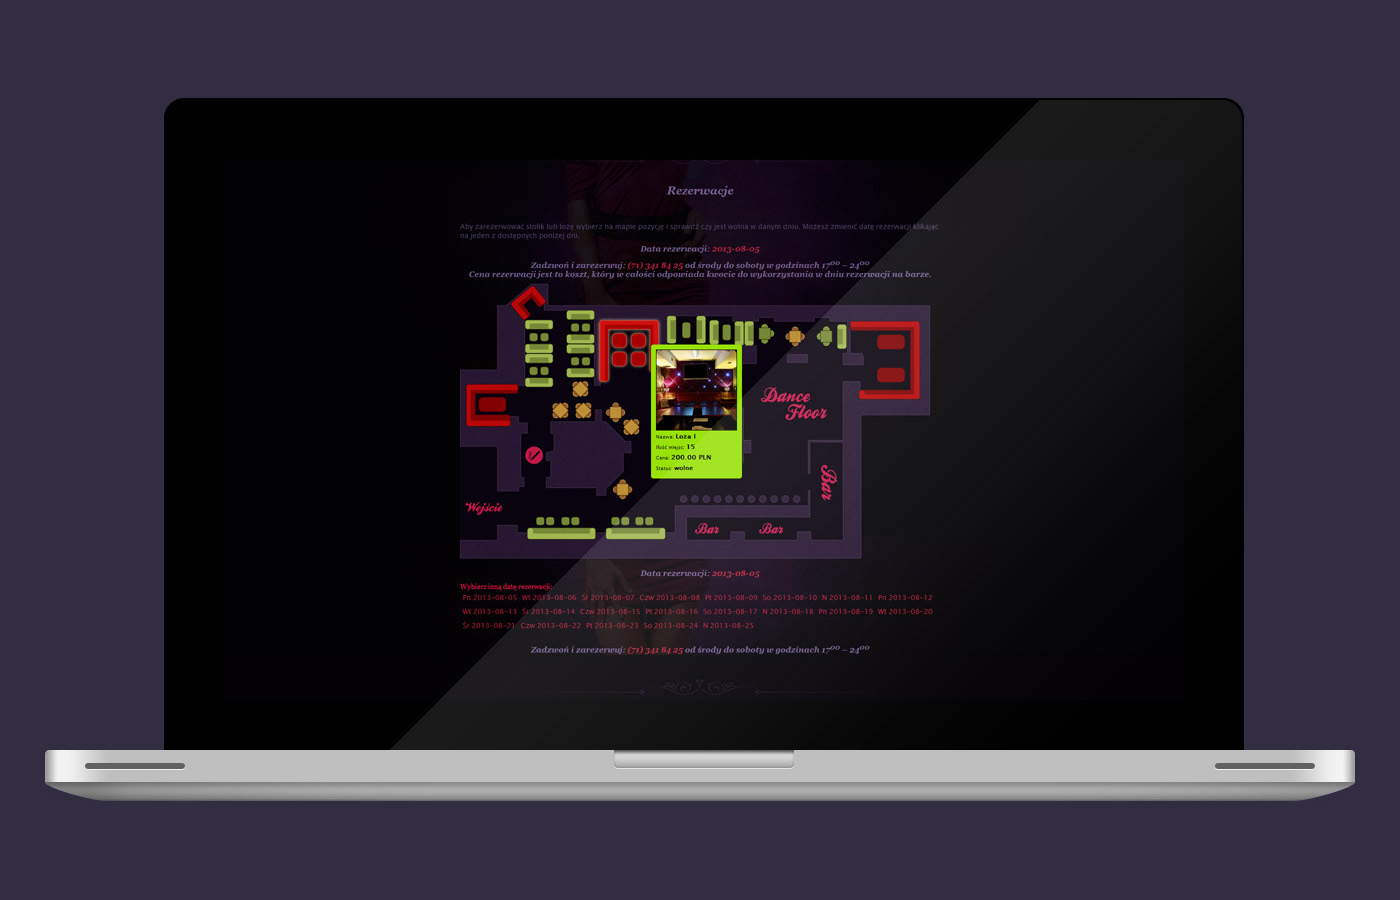 Rezerwacje
Aby zarezerwować stolik lub lożę wybierz na mapie pozycję i sprawdź czy jest wolna w danym dniu. Możesz zmienić datę rezerwacji klikając
na jeden z dostępnych poniżej dni.
Data rezerwacji: 2013-08-05
Zadzwoń i zarezerwuj: (71) 341 84 25 od środy do soboty w godzinach 17⁰⁰ – 24⁰⁰
Cena rezerwacji jest to koszt, który w całości odpowiada kwocie do wykorzystania w dniu rezerwacji na barze.
Dance
Floor
Nazwa: Loża 1
Ilość miejsc: 15
Cena: 200.00 PLN
Status: wolne
Bar
Wejście
Bar
Bar
Data rezerwacji: 2013-08-05
Wybierz inną datę rezerwacji:
Pn 2013-08-05 Wt 2013-08-06 Śr 2013-08-07 Czw 2013-08-08 Pt 2013-08-09 So 2013-08-10 N 2013-08-11 Pn 2013-08-12
Wt 2013-08-13 Śr 2013-08-14 Czw 2013-08-15 Pt 2013-08-16 So 2013-08-17 N 2013-08-18 Pn 2013-08-19 Wt 2013-08-20
Śr 2013-08-21 Czw 2013-08-22 Pt 2013-08-23 So 2013-08-24 N 2013-08-25
Zadzwoń i zarezerwuj: (71) 341 84 25 od środy do soboty w godzinach 17⁰⁰ – 24⁰⁰